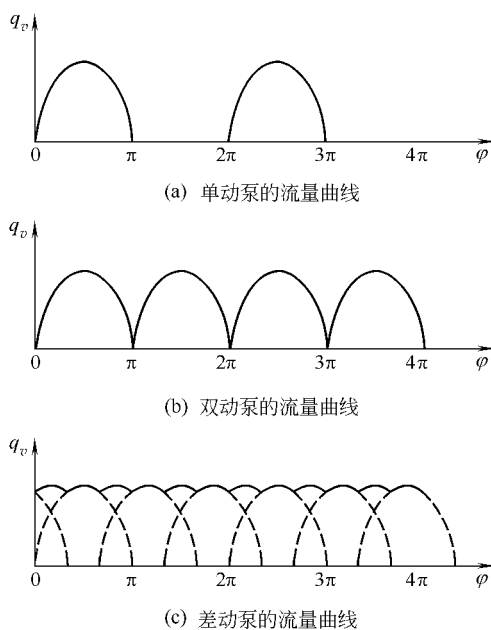 q_v
0 π 2π 3π 4π φ
(a) 单动泵的流量曲线
q_v
0 π 2π 3π 4π φ
(b) 双动泵的流量曲线
q_v
0 π 2π 3π 4π φ
(c) 差动泵的流量曲线